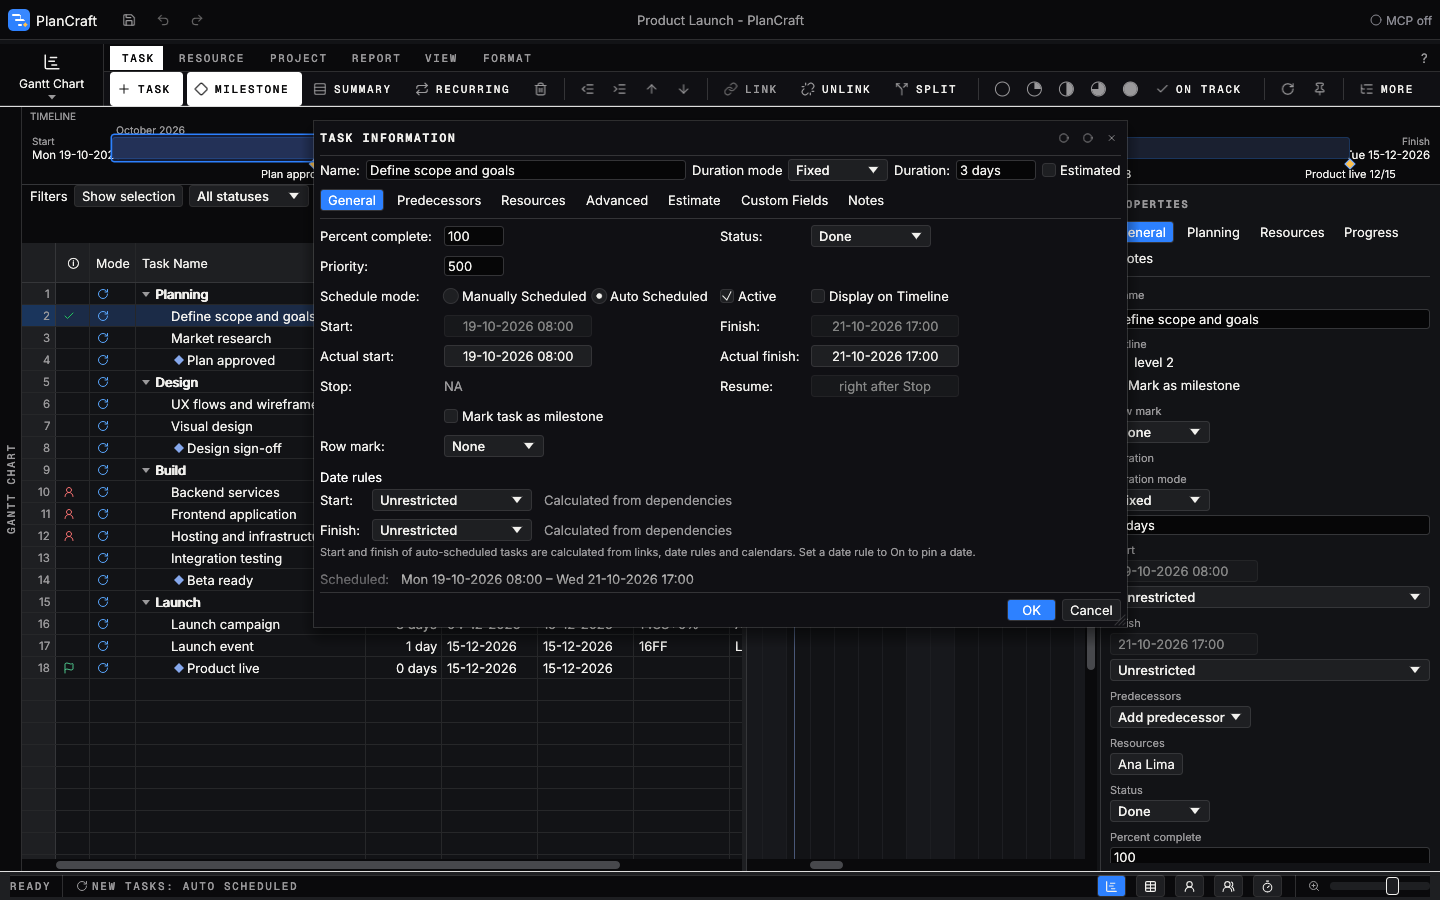 PlanCraft
Product Launch - PlanCraft
MCP off
Gantt Chart
TASK RESOURCE PROJECT REPORT VIEW FORMAT
?
TASK MILESTONE SUMMARY RECURRING LINK UNLINK SPLIT ON TRACK MORE
TIMELINE
October 2026
Start
Mon 19-10-202
Plan appro
Finish
Tue 15-12-2026
Product live 12/15
Filters Show selection All statuses
Mode Task Name
1 Planning
2 Define scope and goals
3 Market research
4 Plan approved
5 Design
6 UX flows and wireframe
7 Visual design
8 Design sign-off
9 Build
10 Backend services
11 Frontend application
12 Hosting and infrastruct
13 Integration testing
14 Beta ready
15 Launch
16 Launch campaign
17 Launch event 1 day 15-12-2026 15-12-2026 16FF L
18 Product live 0 days 15-12-2026 15-12-2026
GANTT CHART
TASK INFORMATION
Name: Define scope and goals Duration mode Fixed Duration: 3 days Estimated
General Predecessors Resources Advanced Estimate Custom Fields Notes
Percent complete: 100 Status: Done
Priority: 500
Schedule mode: Manually Scheduled Auto Scheduled Active Display on Timeline
Start: 19-10-2026 08:00 Finish: 21-10-2026 17:00
Actual start: 19-10-2026 08:00 Actual finish: 21-10-2026 17:00
Stop: NA Resume: right after Stop
Mark task as milestone
Row mark: None
Date rules
Start: Unrestricted Calculated from dependencies
Finish: Unrestricted Calculated from dependencies
Start and finish of auto-scheduled tasks are calculated from links, date rules and calendars. Set a date rule to On to pin a date.
Scheduled: Mon 19-10-2026 08:00 – Wed 21-10-2026 17:00
OK Cancel
OPERTIES
eneral Planning Resources Progress
otes
me
efine scope and goals
tline
level 2
Mark as milestone
w mark
one
ration
ration mode
ixed
days
rt
9-10-2026 08:00
nrestricted
ish
21-10-2026 17:00
Unrestricted
Predecessors
Add predecessor
Resources
Ana Lima
Status
Done
Percent complete
100
READY NEW TASKS: AUTO SCHEDULED